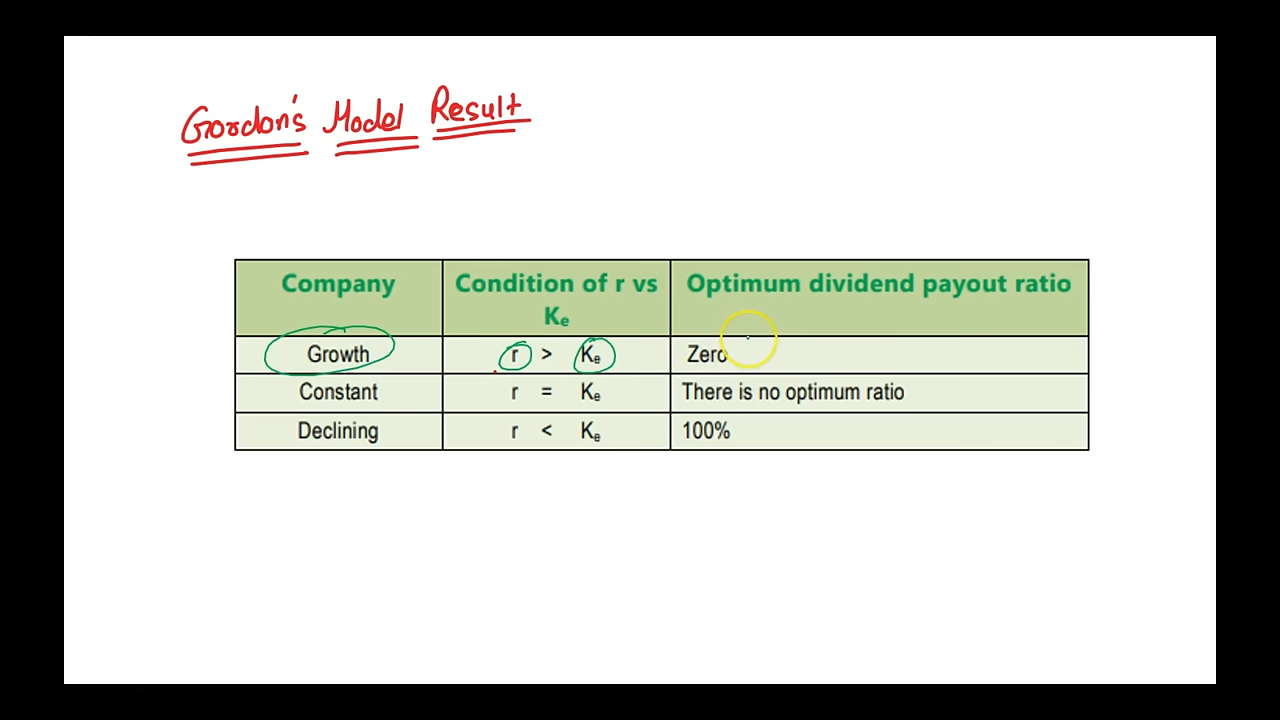 Gordon's Model Result
Company Condition of r vs Optimum dividend payout ratio
Ke
Growth r > Ke Zero
Constant r = Ke There is no optimum ratio
Declining r < Ke 100%